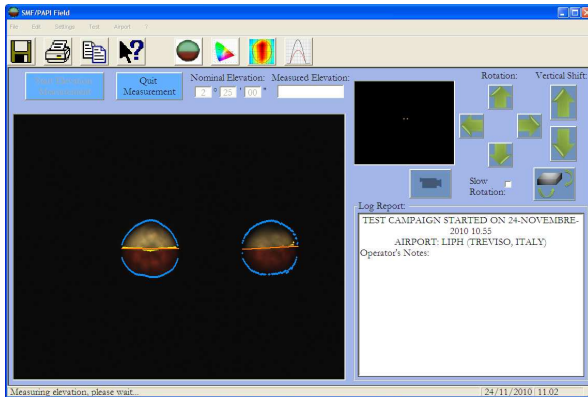 SMF/PAPI Field
File Edit Settings Test Airport ?
Quit
Measurement
Nominal Elevation: Measured Elevation:
2 ° 25 ' 00 "
Rotation: Vertical Shift:
Slow
Rotation:
Log Report:
TEST CAMPAIGN STARTED ON 24-NOVEMBRE-
2010 10.55
AIRPORT: LIPH (TREVISO, ITALY)
Operator's Notes:
Measuring elevation, please wait... 24/11/2010 11.02